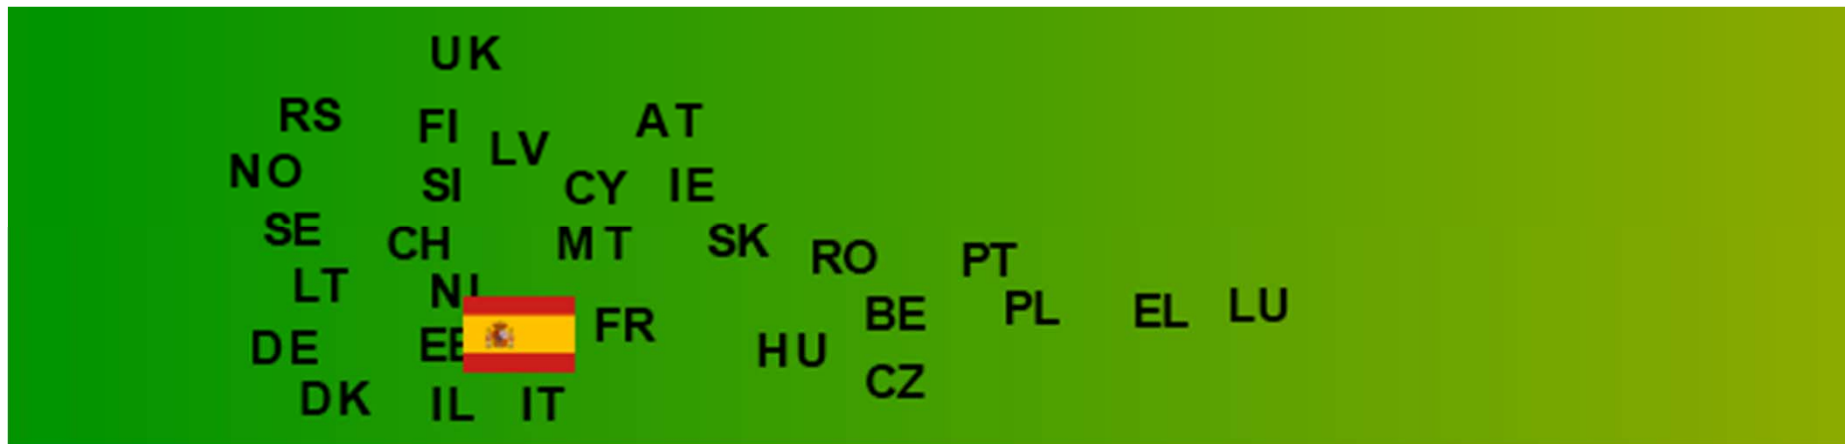 UK
RS FI LV AT
NO SI CY IE
SE CH MT SK RO PT
LT BE PL EL LU
DE FR HU
DK IL IT CZ